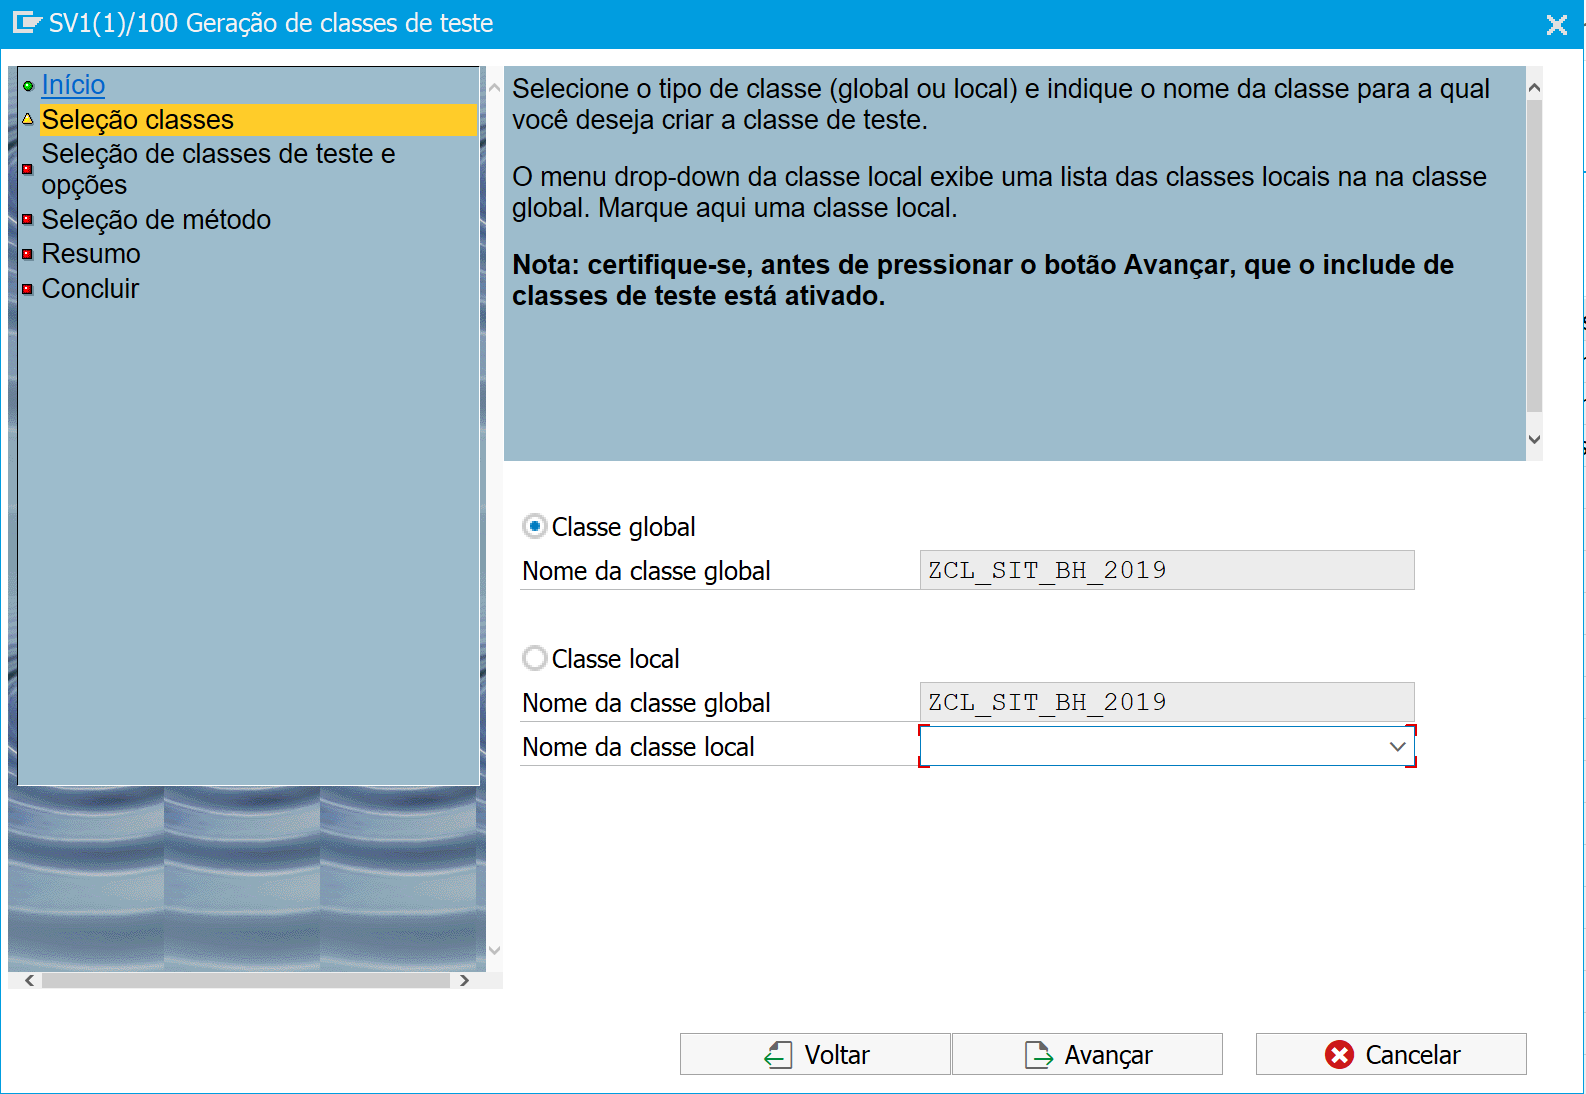 SV1(1)/100 Geração de classes de teste
Início
Seleção classes
Seleção de classes de teste e
opções
Seleção de método
Resumo
Concluir
Selecione o tipo de classe (global ou local) e indique o nome da classe para a qual
você deseja criar a classe de teste.
O menu drop-down da classe local exibe uma lista das classes locais na na classe
global. Marque aqui uma classe local.
Nota: certifique-se, antes de pressionar o botão Avançar, que o include de
classes de teste está ativado.
Classe global
Nome da classe global ZCL_SIT_BH_2019
Classe local
Nome da classe global ZCL_SIT_BH_2019
Nome da classe local
Voltar Avançar Cancelar